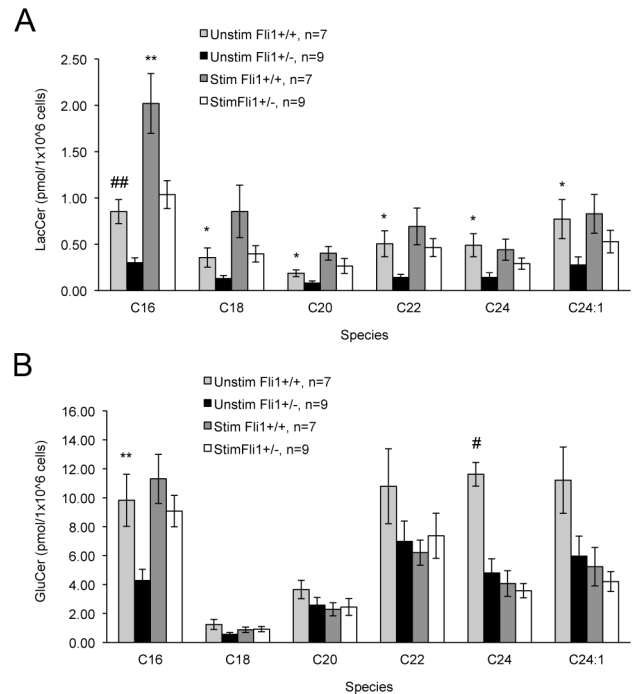 A
Unstim Fli1+/+, n=7
Unstim Fli1+/-, n=9
Stim Fli1+/+, n=7
StimFli1+/-, n=9
LacCer (pmol/1x10^6 cells)
2.50
2.00
1.50
1.00
0.50
0.00
##
**
*
*
*
*
*
C16 C18 C20 C22 C24 C24:1
Species
B
Unstim Fli1+/+, n=7
Unstim Fli1+/-, n=9
Stim Fli1+/+, n=7
StimFli1+/-, n=9
GluCer (pmol/1x10^6 cells)
16.00
14.00
12.00
10.00
8.00
6.00
4.00
2.00
0.00
**
#
C16 C18 C20 C22 C24 C24:1
Species